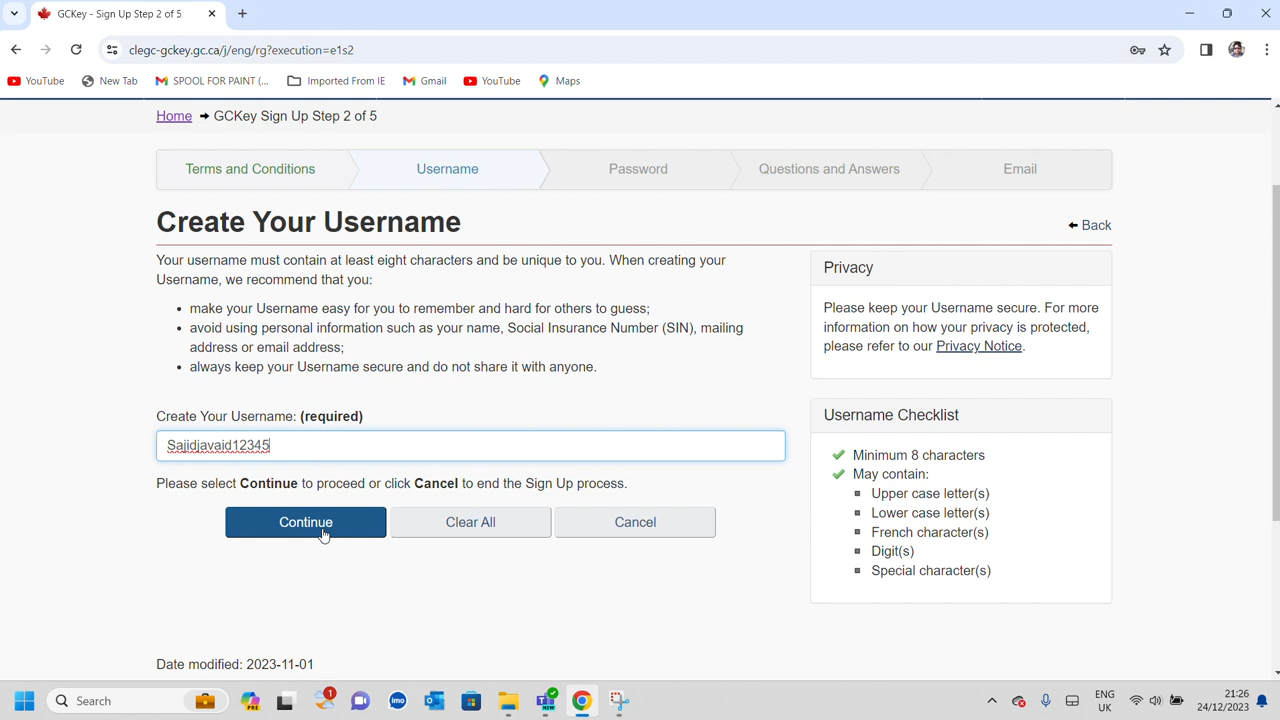 GCKey - Sign Up Step 2 of 5
clegc-gckey.gc.ca/j/eng/rg?execution=e1s2
YouTube New Tab SPOOL FOR PAINT (... Imported From IE Gmail YouTube Maps
Home ➔ GCKey Sign Up Step 2 of 5
Terms and Conditions Username Password Questions and Answers Email
Create Your Username
Back
Your username must contain at least eight characters and be unique to you. When creating your
Username, we recommend that you:
• make your Username easy for you to remember and hard for others to guess;
• avoid using personal information such as your name, Social Insurance Number (SIN), mailing
address or email address;
• always keep your Username secure and do not share it with anyone.
Create Your Username: (required)
Sajidjavaid12345
Please select Continue to proceed or click Cancel to end the Sign Up process.
Continue Clear All Cancel
Privacy
Please keep your Username secure. For more
information on how your privacy is protected,
please refer to our Privacy Notice.
Username Checklist
Minimum 8 characters
May contain:
Upper case letter(s)
Lower case letter(s)
French character(s)
Digit(s)
Special character(s)
Date modified: 2023-11-01
Search
1
imo
NEW
ENG
UK
21:26
24/12/2023